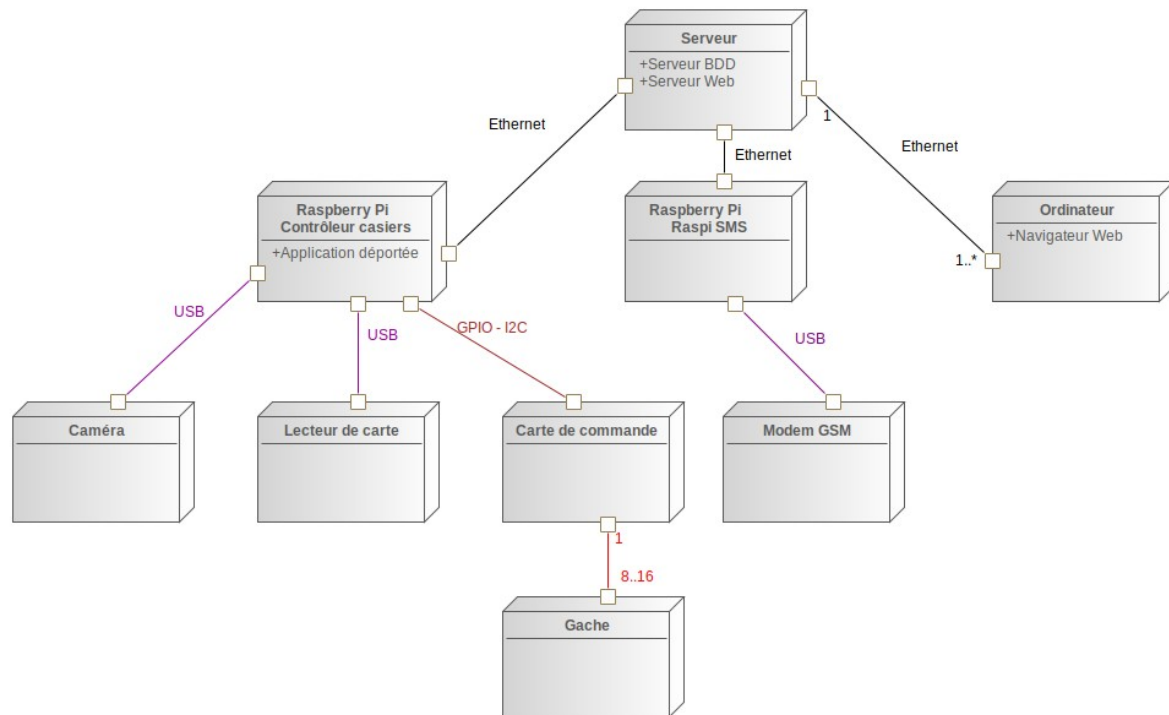 Serveur
+Serveur BDD
+Serveur Web
Ethernet
Ethernet
1
Ethernet
Raspberry Pi
Contrôleur casiers
+Application déportée
Raspberry Pi
Raspi SMS
Ordinateur
+Navigateur Web
1..*
USB
USB
GPIO - I2C
USB
Caméra
Lecteur de carte
Carte de commande
Modem GSM
1
8..16
Gache